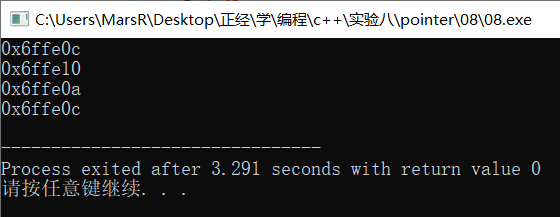 C:\Users\MarsR\Desktop\正经\学\编程\c++\实验八\pointer\08\08.exe
0x6ffe0c
0x6ffe10
0x6ffe0a
0x6ffe0c
--------------------------------
Process exited after 3.291 seconds with return value 0
请按任意键继续. . .